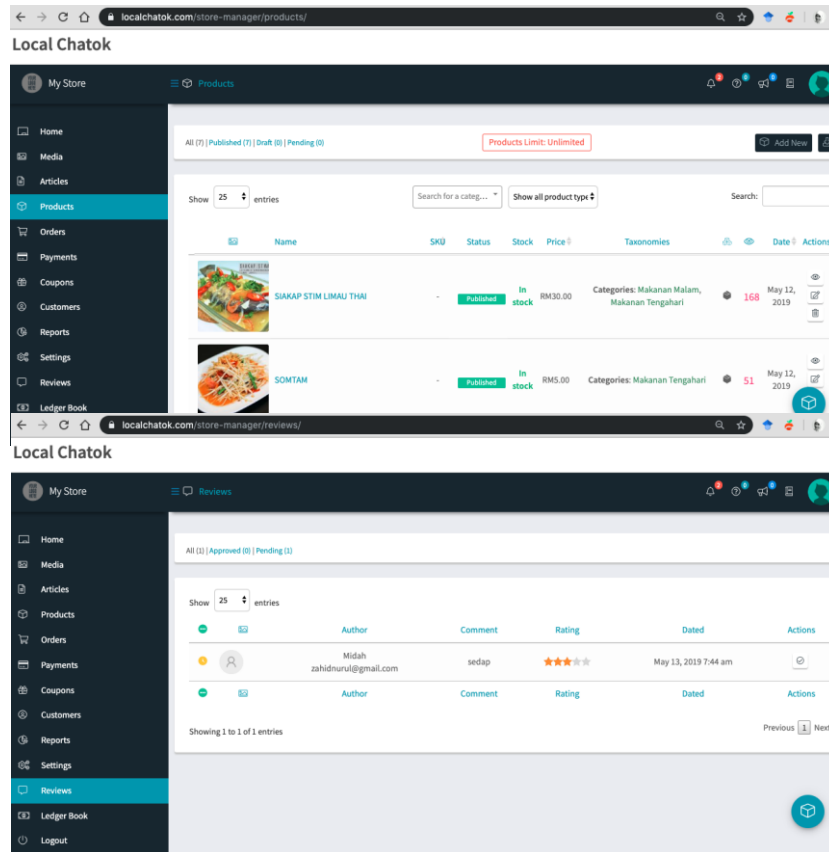 localchatok.com/store-manager/products/
Local Chatok
My Store
Products
2
0
0
Home
Media
Articles
Products
Orders
Payments
Coupons
Customers
Reports
Settings
Reviews
Ledger Book
All (7) | Published (7) | Draft (0) | Pending (0)
Products Limit: Unlimited
Add New
Show 25 entries
Search for a categ...
Show all product type
Search:
Name SKU Status Stock Price Taxonomies Date Actions
SIAKAP STIM LIMAU THAI - Published In stock RM30.00 Categories: Makanan Malam, Makanan Tengahari 168 May 12, 2019
SOMTAM - Published In stock RM5.00 Categories: Makanan Tengahari 51 May 12, 2019
localchatok.com/store-manager/reviews/
Local Chatok
My Store
Reviews
2
0
0
Home
Media
Articles
Products
Orders
Payments
Coupons
Customers
Reports
Settings
Reviews
Ledger Book
Logout
All (1) | Approved (0) | Pending (1)
Show 25 entries
Author Comment Rating Dated Actions
Midah
zahidnurul@gmail.com
sedap
May 13, 2019 7:44 am
Author Comment Rating Dated Actions
Showing 1 to 1 of 1 entries
Previous 1 Next